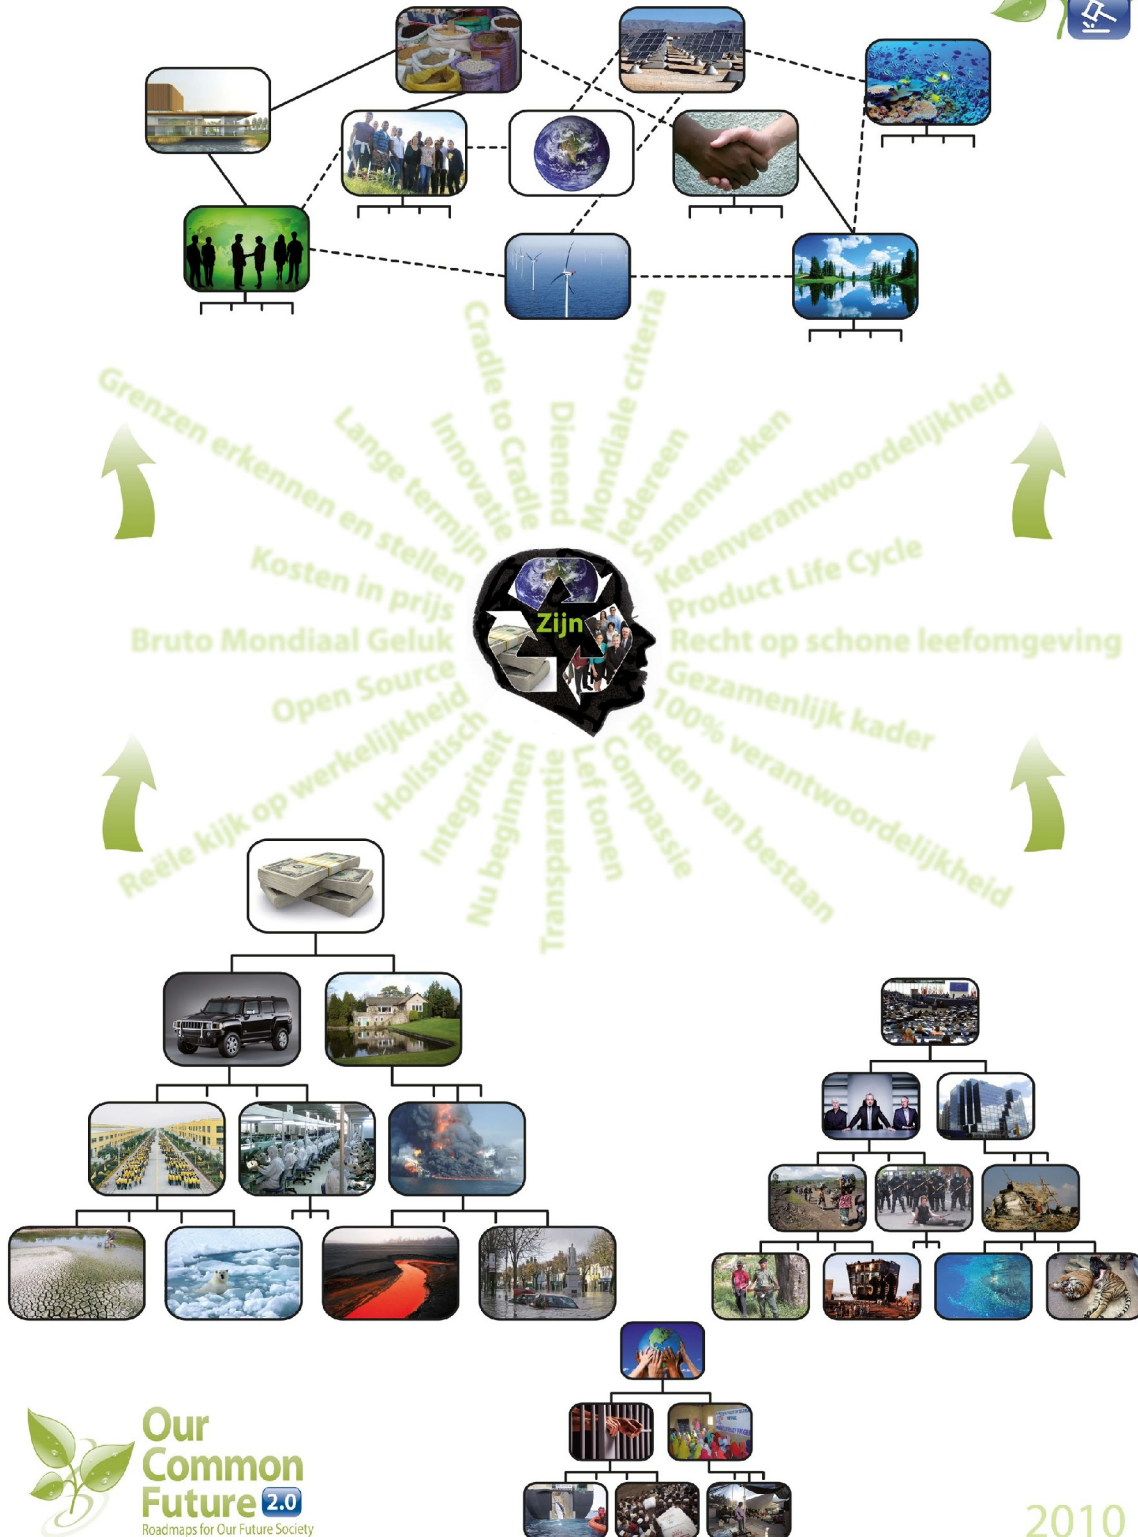 Cradle to Cradle
Dienend
Mondiale criteria
Innovatie
Iedereen
Lange termijn
Samenwerken
Grenzen erkennen en stellen
Ketenverantwoordelijkheid
Kosten in prijs
Product Life Cycle
Zijn
Bruto Mondiaal Geluk
Recht op schone leefomgeving
Open Source
Gezamenlijk kader
Reële kijk op werkelijkheid
100% verantwoordelijkheid
Holistisch
Reden van bestaan
Integriteit
Compassie
Nu beginnen
Lef tonen
Transparantie
Our
Common
Future 2.0
Roadmaps for Our Future Society
2010